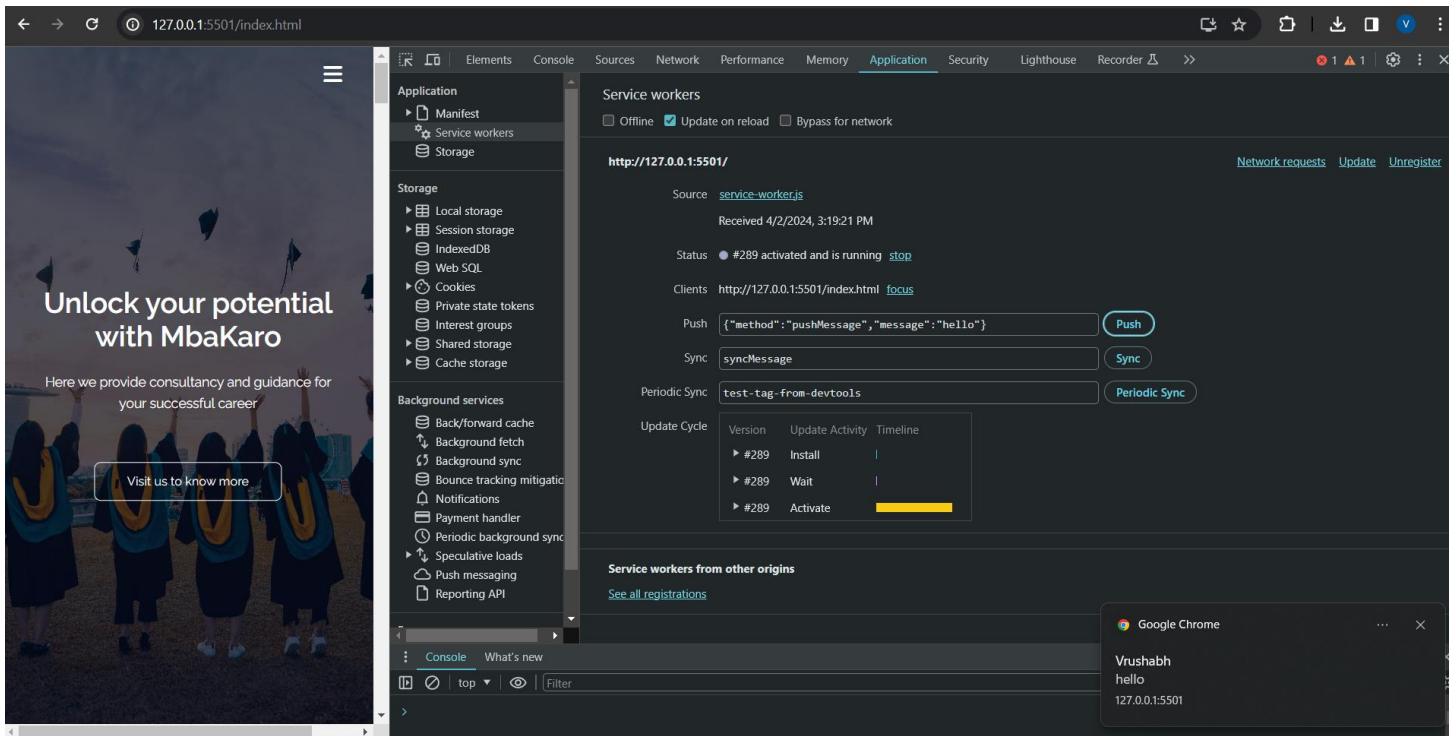 127.0.0.1:5501/index.html
V
Unlock your potential
with MbaKaro
Here we provide consultancy and guidance for
your successful career
Visit us to know more
Elements Console Sources Network Performance Memory Application Security Lighthouse Recorder 1 1
Application
Manifest
Service workers
Storage
Storage
Local storage
Session storage
IndexedDB
Web SQL
Cookies
Private state tokens
Interest groups
Shared storage
Cache storage
Background services
Back/forward cache
Background fetch
Background sync
Bounce tracking mitigatio
Notifications
Payment handler
Periodic background sync
Speculative loads
Push messaging
Reporting API
Service workers
Offline Update on reload Bypass for network
http://127.0.0.1:5501/ Network requests Update Unregister
Source service-worker.js
Received 4/2/2024, 3:19:21 PM
Status #289 activated and is running stop
Clients http://127.0.0.1:5501/index.html focus
Push {"method":"pushMessage","message":"hello"} Push
Sync syncMessage Sync
Periodic Sync test-tag-from-devtools Periodic Sync
Update Cycle Version Update Activity Timeline
#289 Install
#289 Wait
#289 Activate
Service workers from other origins
See all registrations
Console What's new
top Filter
Google Chrome
Vrushabh
hello
127.0.0.1:5501